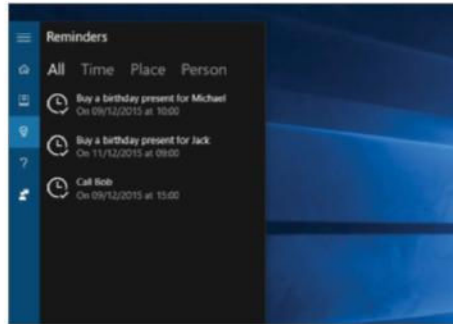 Reminders
All Time Place Person
Buy a birthday present for Michael
On 09/12/2015 at 10:00
Buy a birthday present for Jack
On 11/12/2015 at 09:00
Call Bob
On 09/12/2015 at 15:00
?